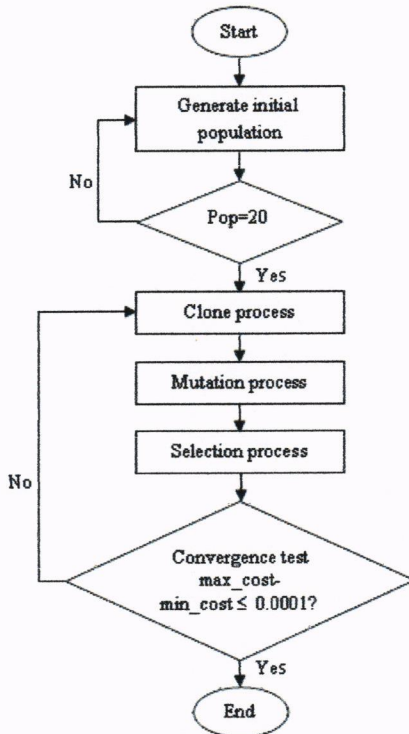 Start
Generate initial
population
No
Pop=20
Yes
Clone process
Mutation process
Selection process
No
Convergence test
max_cost-
min_cost ≤ 0.0001?
Yes
End